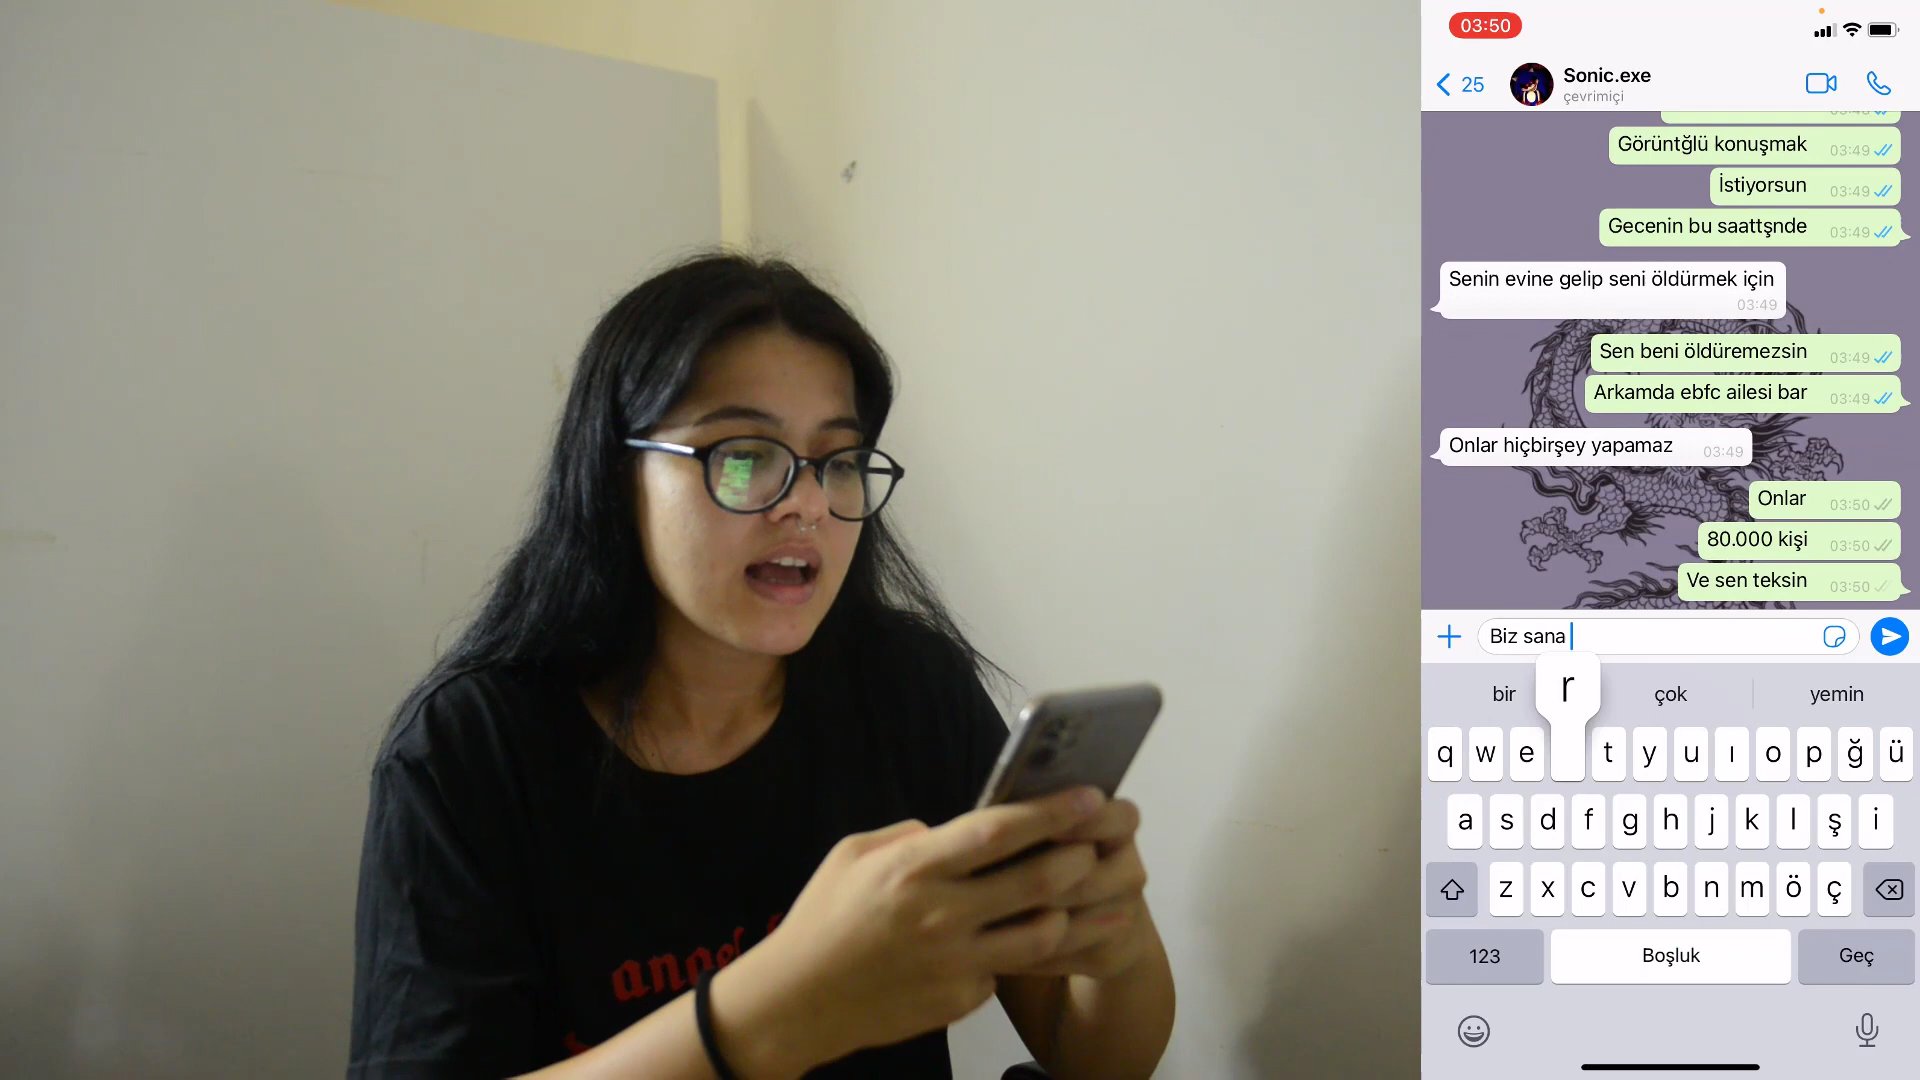 03:50
25
Sonic.exe
çevrimiçi
Görüntğlü konuşmak 03:49
İstiyorsun 03:49
Gecenin bu saattşnde 03:49
Senin evine gelip seni öldürmek için
03:49
Sen beni öldüremezsin 03:49
Arkamda ebfc ailesi bar 03:49
Onlar hiçbirşey yapamaz 03:49
Onlar 03:50
80.000 kişi 03:50
Ve sen teksin 03:50
Biz sana
bir r çok yemin
q w e t y u ı o p ğ ü
a s d f g h j k l ş i
z x c v b n m ö ç
123 Boşluk Geç